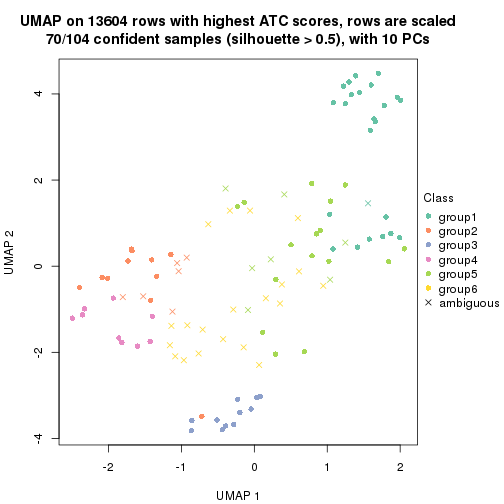 UMAP on 13604 rows with highest ATC scores, rows are scaled
70/104 confident samples (silhouette > 0.5), with 10 PCs
4
2
0
-2
-4
UMAP 2
-2
-1
0
1
2
UMAP 1
Class
group1
group2
group3
group4
group5
group6
ambiguous